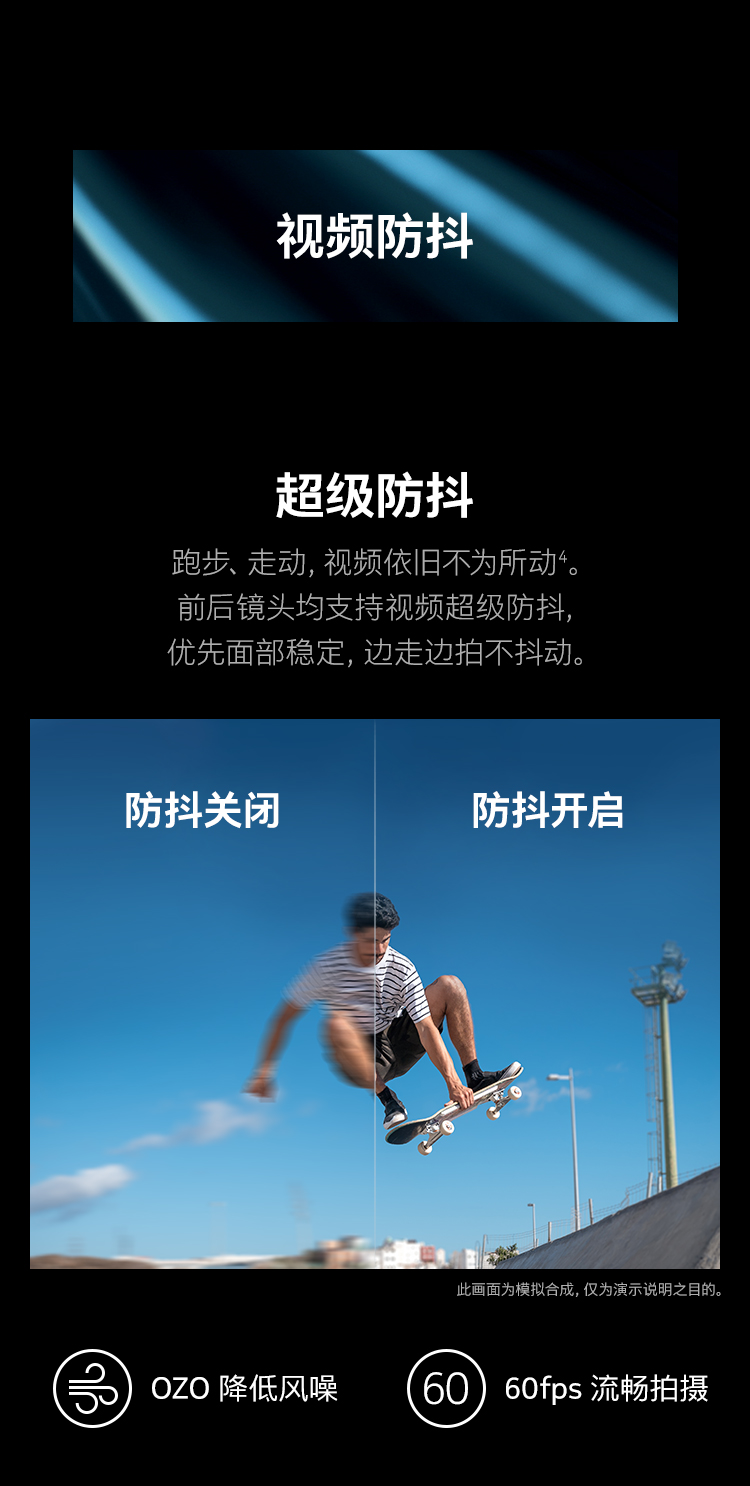 视频防抖
超级防抖
跑步、走动, 视频依旧不为所动⁴。
前后镜头均支持视频超级防抖,
优先面部稳定, 边走边拍不抖动。
防抖关闭
防抖开启
此画面为模拟合成, 仅为演示说明之目的。
OZO 降低风噪
60
60fps 流畅拍摄